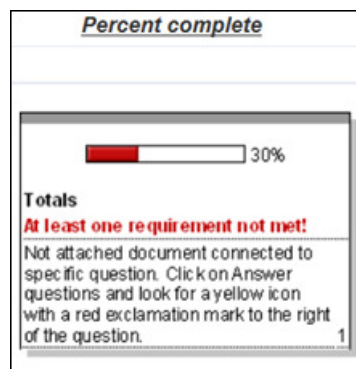 Percent complete
30%
Totals
At least one requirement not met!
Not attached document connected to
specific question. Click on Answer
questions and look for a yellow icon
with a red exclamation mark to the right
of the question. 1